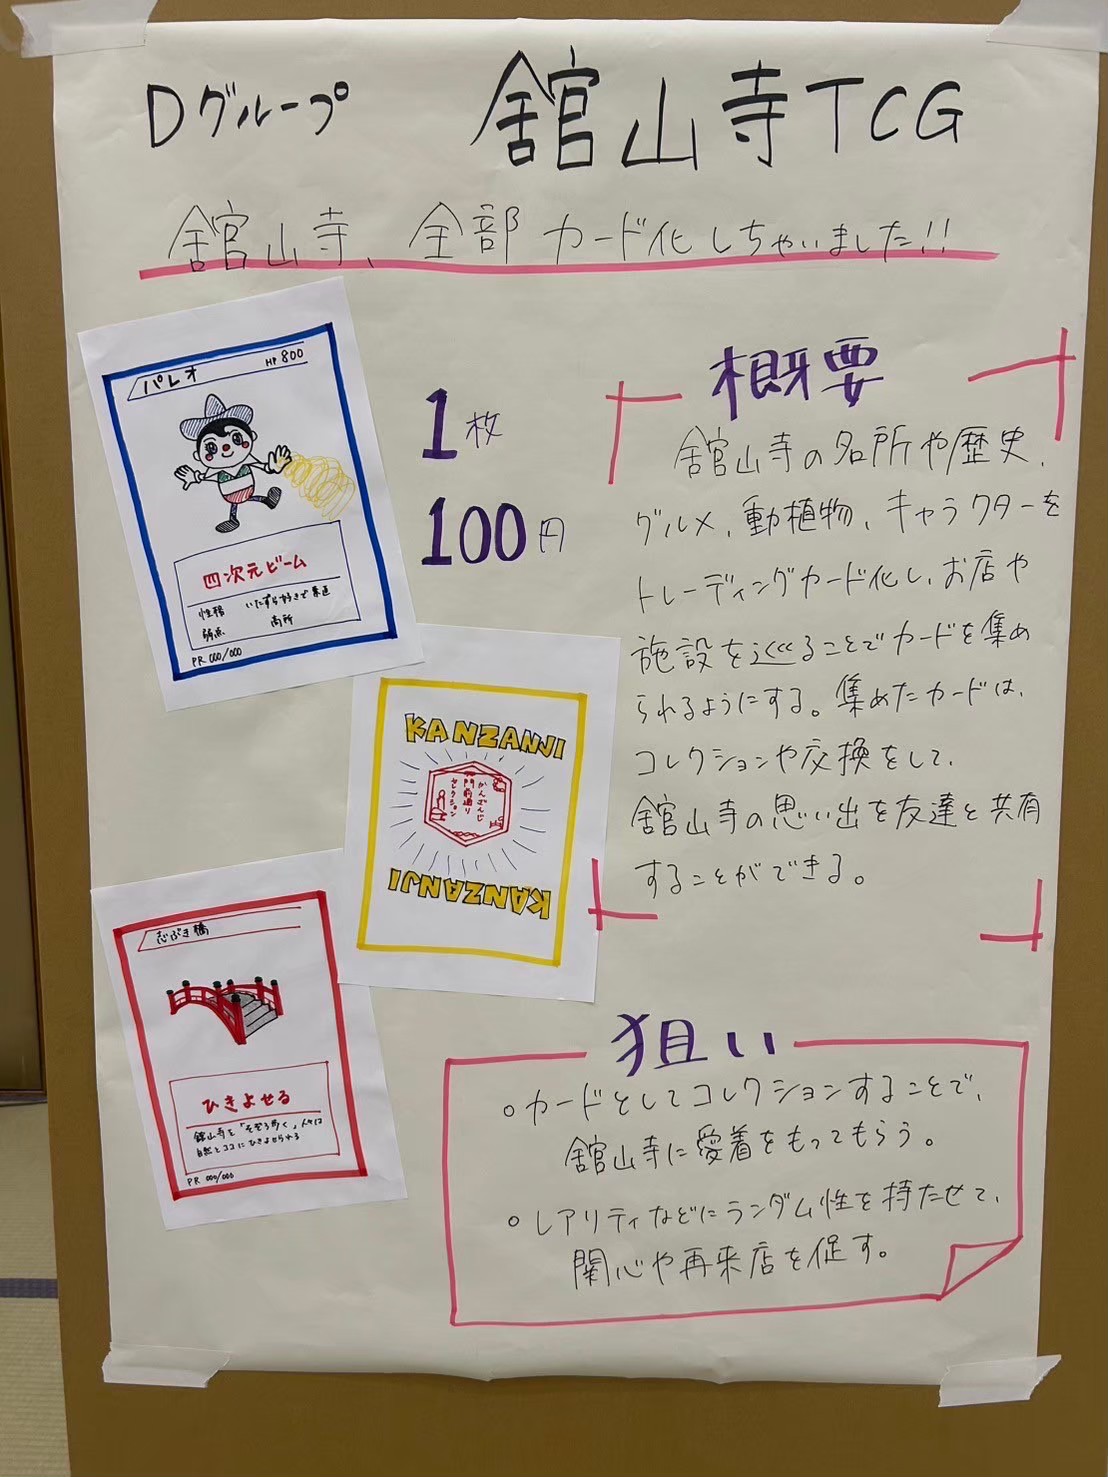 Dグループ
舘山寺TCG
舘山寺、全部カード化しちゃいました!!
パレオ
HP 800
四次元ビーム
性格 いたずら好きで素直
弱点 高所
PR 000/000
1枚
100円
KANZANJI
かんざんじ
門前通り
セレクション
KANZANJI
志ぶき橋
ひきよせる
舘山寺を「そぞろ歩く」人々は
自然とココにひきよせられる
PR 000/000
概要
舘山寺の名所や歴史、
グルメ、動植物、キャラクターを
トレーディングカード化し、お店や
施設を巡ることでカードを集め
られるようにする。集めたカードは、
コレクションや交換をして、
舘山寺の思い出を友達と共有
することができる。
狙い
○カードとしてコレクションすることで、
舘山寺に愛着をもってもらう。
○レアリティなどにランダム性を持たせて、
関心や再来店を促す。